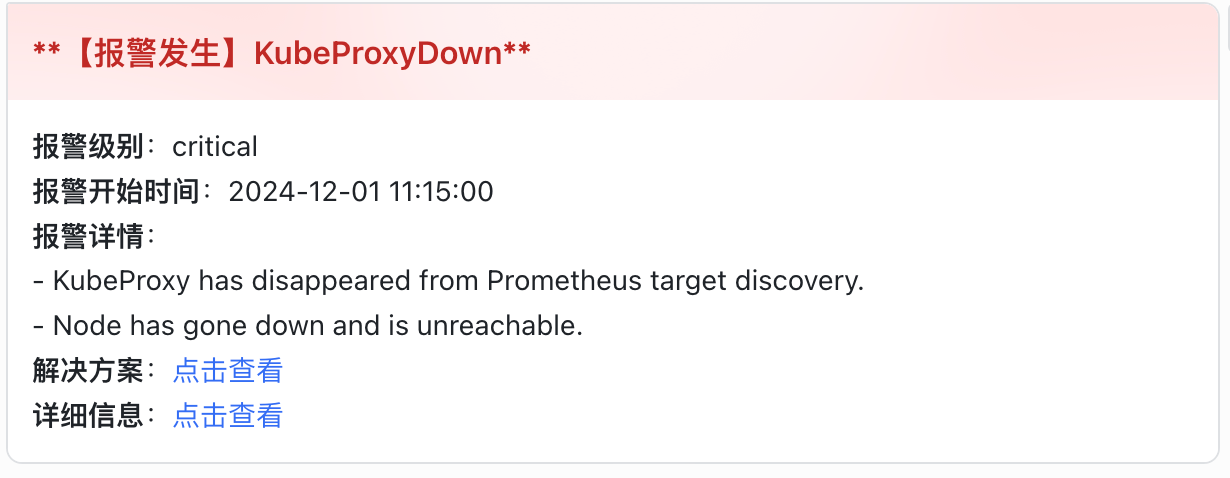 **【报警发生】KubeProxyDown**
报警级别：critical
报警开始时间：2024-12-01 11:15:00
报警详情：
- KubeProxy has disappeared from Prometheus target discovery.
- Node has gone down and is unreachable.
解决方案：点击查看
详细信息：点击查看